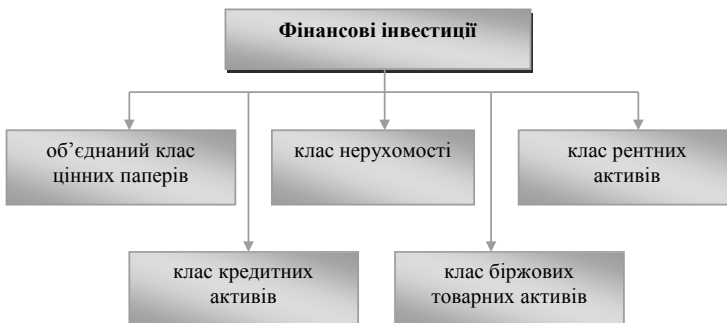 Фінансові інвестиції
об’єднаний клас
цінних паперів
клас нерухомості
клас рентних
активів
клас кредитних
активів
клас біржових
товарних активів